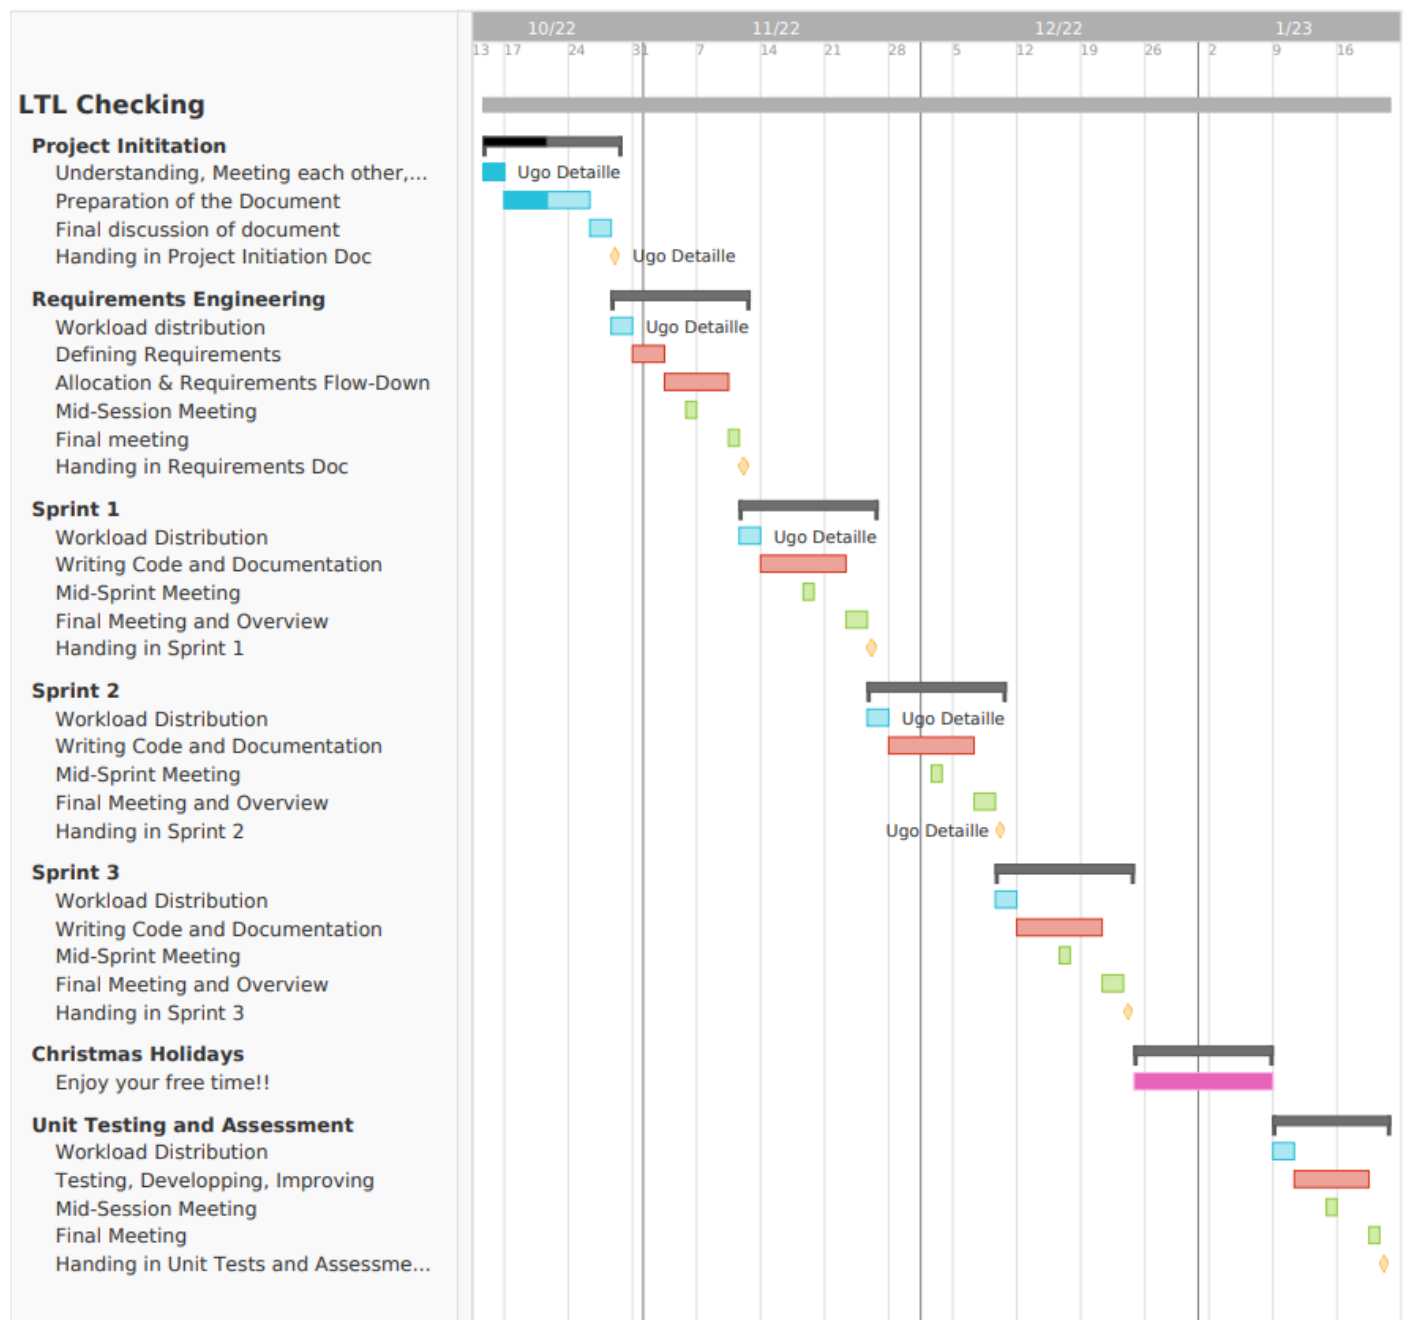 10/22 11/22 12/22 1/23
13 17 24 31 7 14 21 28 5 12 19 26 2 9 16
LTL Checking
Project Inititation
Understanding, Meeting each other,... Ugo Detaille
Preparation of the Document
Final discussion of document
Handing in Project Initiation Doc Ugo Detaille
Requirements Engineering
Workload distribution Ugo Detaille
Defining Requirements
Allocation & Requirements Flow-Down
Mid-Session Meeting
Final meeting
Handing in Requirements Doc
Sprint 1
Workload Distribution Ugo Detaille
Writing Code and Documentation
Mid-Sprint Meeting
Final Meeting and Overview
Handing in Sprint 1
Sprint 2
Workload Distribution Ugo Detaille
Writing Code and Documentation
Mid-Sprint Meeting
Final Meeting and Overview
Handing in Sprint 2 Ugo Detaille
Sprint 3
Workload Distribution
Writing Code and Documentation
Mid-Sprint Meeting
Final Meeting and Overview
Handing in Sprint 3
Christmas Holidays
Enjoy your free time!!
Unit Testing and Assessment
Workload Distribution
Testing, Developping, Improving
Mid-Session Meeting
Final Meeting
Handing in Unit Tests and Assessme...